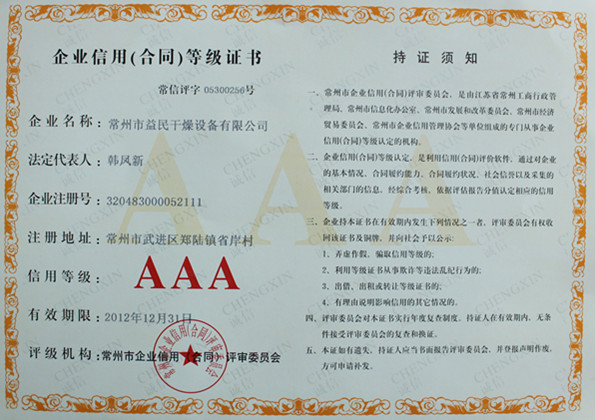 企业信用(合同)等级证书
常信评字 05300256号
企业名称：常州市益民干燥设备有限公司
法定代表人：韩风新
企业注册号：320483000052111
注册地址：常州市武进区郑陆镇省岸村
信用等级：AAA
有效期限：2012年12月31日
评级机构：常州市企业信用（合同）评审委员会
持证须知
一、常州市企业信用(合同)评审委员会，是由江苏省常州工商行政管
理局、常州市信息化办公室、常州市发展和改革委员会、常州市经济
贸易委员会、常州市企业信用管理协会等单位组成的专门从事企业
信用(合同)等级认定的机构。
二、企业信用(合同)等级认定，是利用信用(合同)评价软件，通过对企业
的基本情况、合同履约能力、合同履约状况、社会信誉以及采集的
相关部门的信息，经综合考核，依据评估报告分值认定相应的信用
等级。
三、企业持本证书在有效期内发生下列情况之一者，评审委员会有权收
回该证书及铜牌，并向社会予以公示：
1．弄虚作假，骗取信用等级的；
2．利用等级证书从事欺诈等违法乱纪行为的；
3．出借、出租或转让等级证书的；
4．有理由说明影响信用的其它情况的。
四、评审委员会对本证书实行年度复查制度。持证人在有效期内，无条
件接受评审委员会的复查和换证。
五、本证如有遗失，持证人应当书面报告评审委员会，并登报声明作废，
方可申请补发。
AAA
CHENGXIN
常州市企业信用(合同)评审委员会